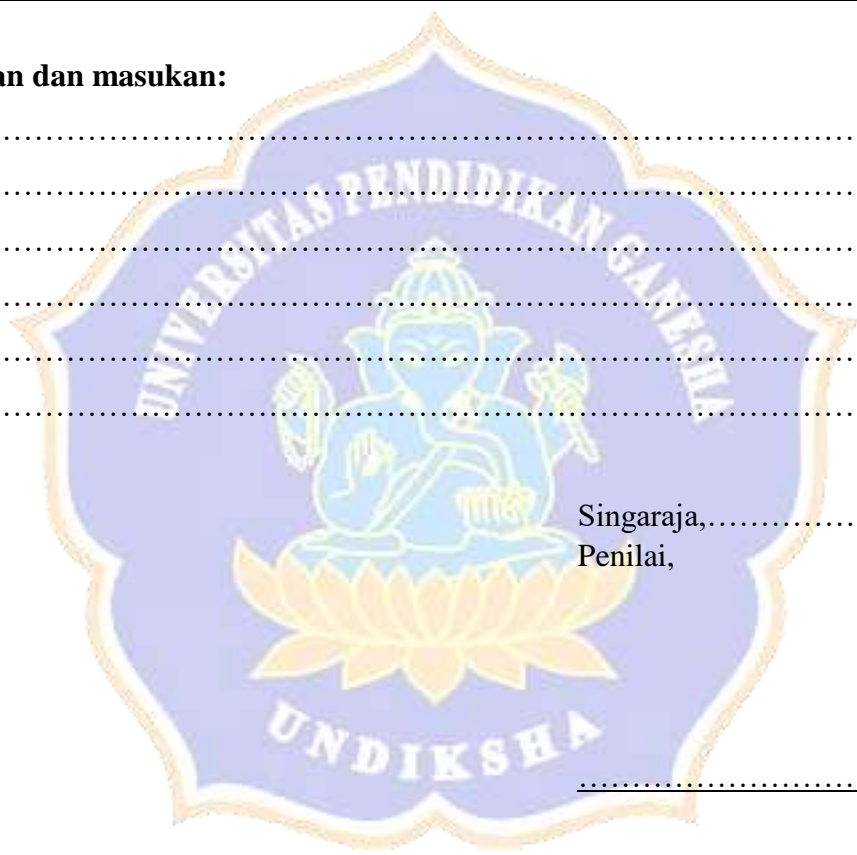 an dan masukan:
……………………………………………………………………………
……………………………………………………………………………
……………………………………………………………………………
……………………………………………………………………………
……………………………………………………………………………
……………………………………………………………………………
UNIVERSITAS PENDIDIKAN GANESHA
Singaraja,……………
Penilai,
UNDIKSHA
………………………